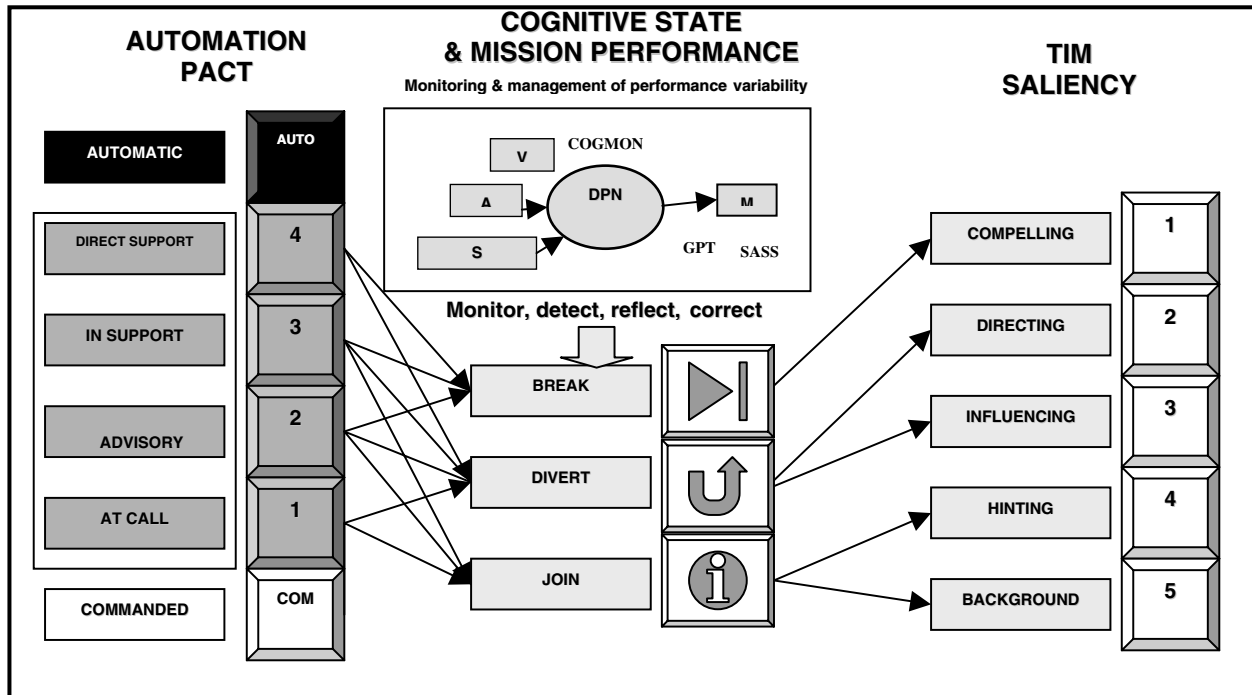 AUTOMATION
PACT
COGNITIVE STATE
& MISSION PERFORMANCE
Monitoring & management of performance variability
TIM
SALIENCY
AUTOMATIC
AUTO
DIRECT SUPPORT
4
IN SUPPORT
3
ADVISORY
2
AT CALL
1
COMMANDED
COM
V
COGMON
A
DPN
M
S
GPT
SASS
Monitor, detect, reflect, correct
BREAK
DIVERT
JOIN
COMPELLING
1
DIRECTING
2
INFLUENCING
3
HINTING
4
BACKGROUND
5